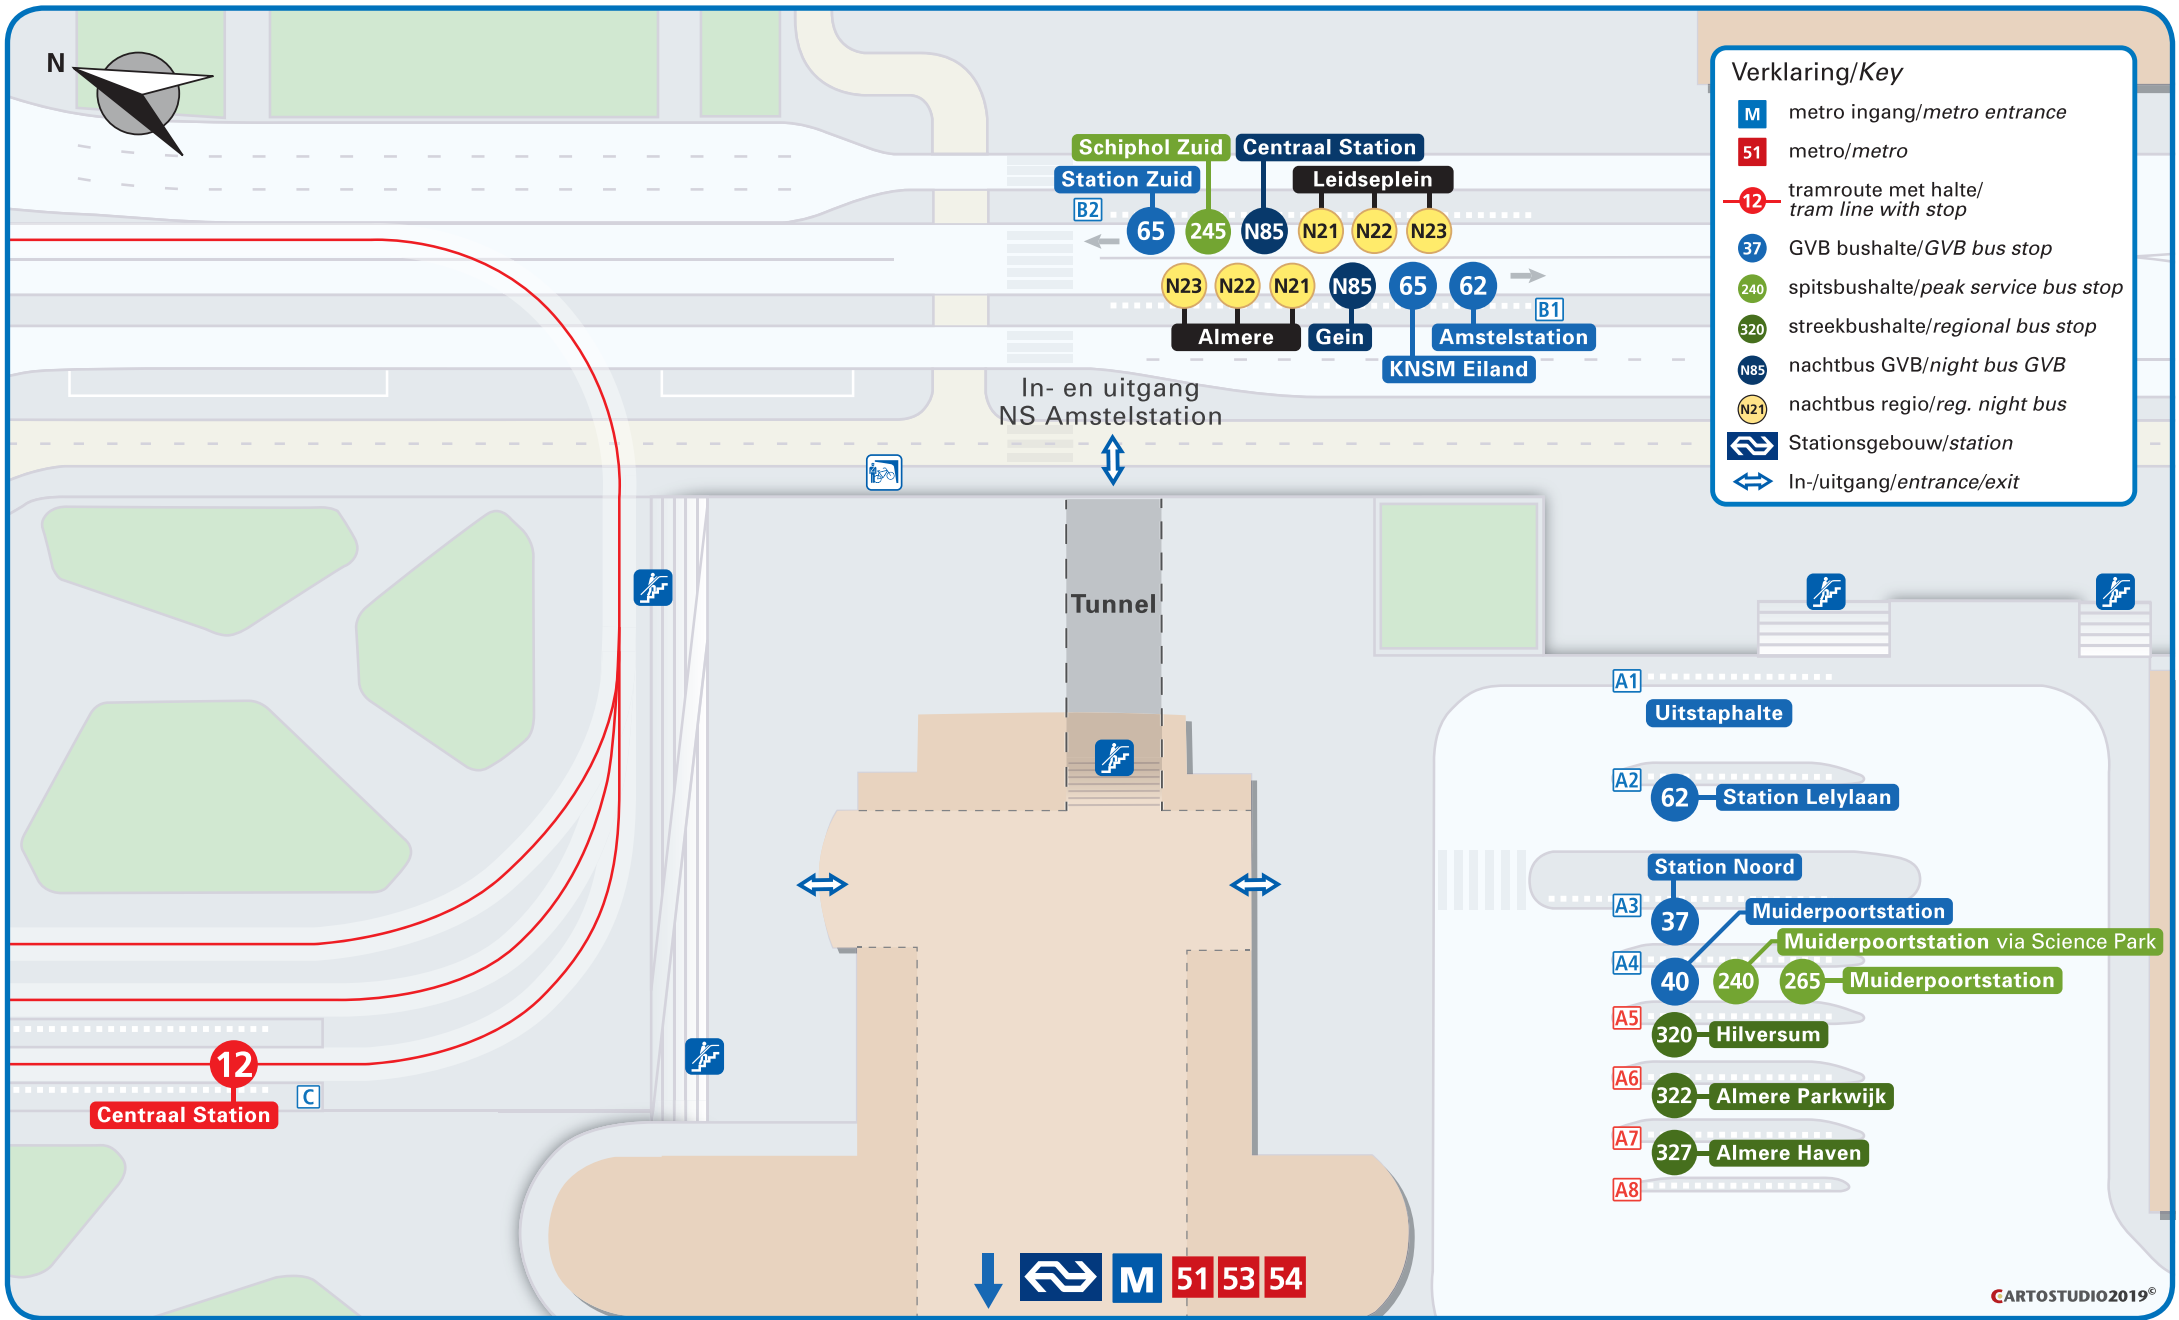 N
Verklaring/Key
M metro ingang/metro entrance
51 metro/metro
12 tramroute met halte/
tram line with stop
37 GVB bushalte/GVB bus stop
240 spitsbushalte/peak service bus stop
320 streekbushalte/regional bus stop
N85 nachtbus GVB/night bus GVB
N21 nachtbus regio/reg. night bus
Stationsgebouw/station
In-/uitgang/entrance/exit
Schiphol Zuid Centraal Station
Station Zuid Leidseplein
B2 65 245 N85 N21 N22 N23
N23 N22 N21 N85 65 62
B1
Almere Gein Amstelstation
KNSM Eiland
In- en uitgang
NS Amstelstation
Tunnel
A1
Uitstaphalte
A2
62 Station Lelylaan
Station Noord
A3 37
Muiderpoortstation
Muiderpoortstation via Science Park
A4
40 240 265 Muiderpoortstation
A5
320 Hilversum
A6
322 Almere Parkwijk
A7
327 Almere Haven
A8
12
C
Centraal Station
M 51 53 54
CARTOSTUDIO2019©